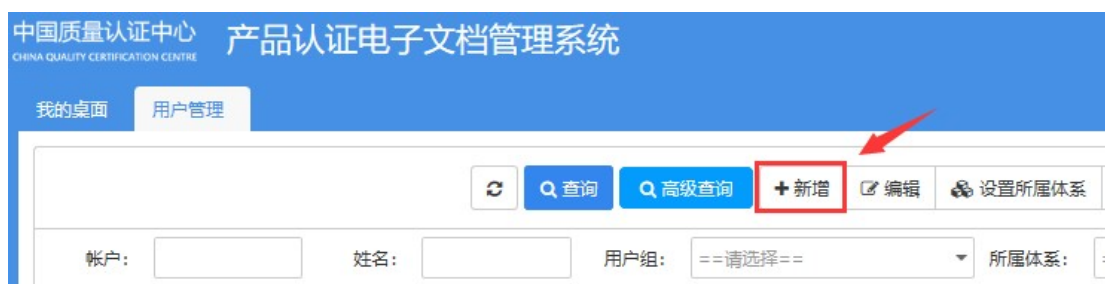 中国质量认证中心 产品认证电子文档管理系统
CHINA QUALITY CERTIFICATION CENTRE
我的桌面 用户管理
查询 高级查询 +新增 编辑 设置所属体系
帐户: 姓名: 用户组: ==请选择== 所属体系: =